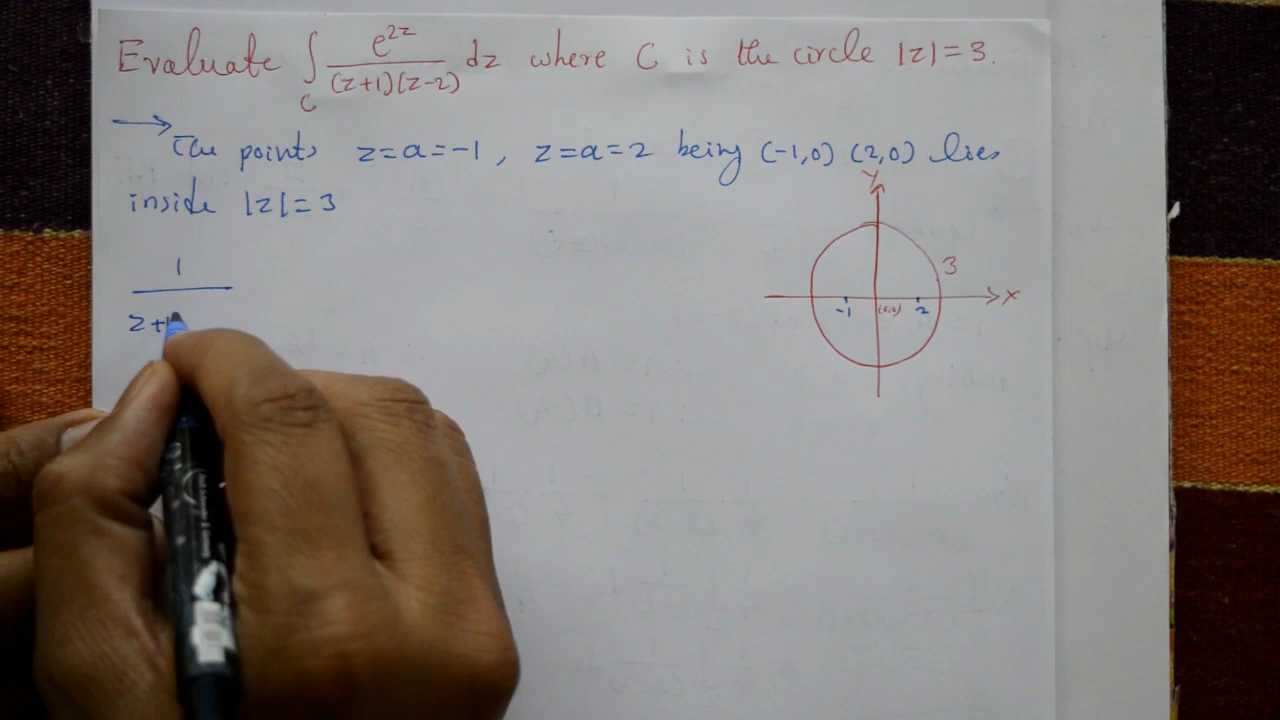 Evaluate ∫_C e^{2z}/((z+1)(z-2)) dz where C is the circle |z|=3.
The points z=a=-1, z=a=2 being (-1,0) (2,0) lies
inside |z|=3
Y
3
X
-1 (0,0) 2
1
z+1